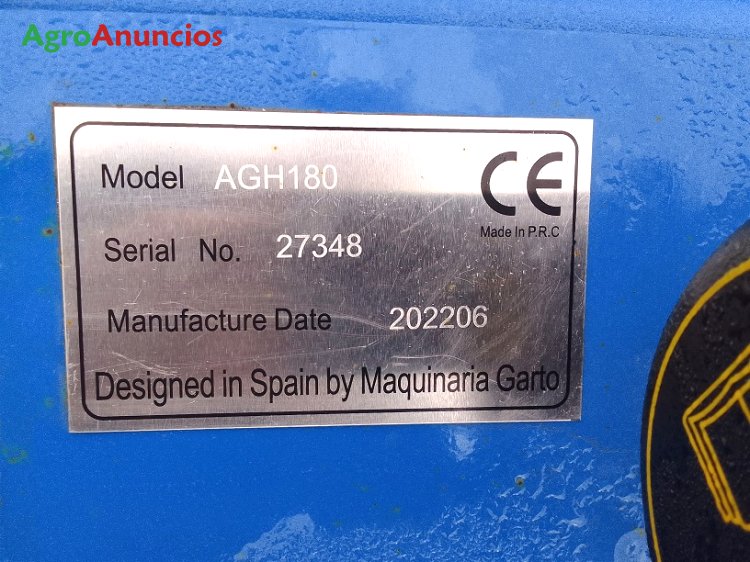 AgroAnuncios
Model AGH180
CE
Made In P.R.C
Serial No. 27348
Manufacture Date 202206
Designed in Spain by Maquinaria Garto